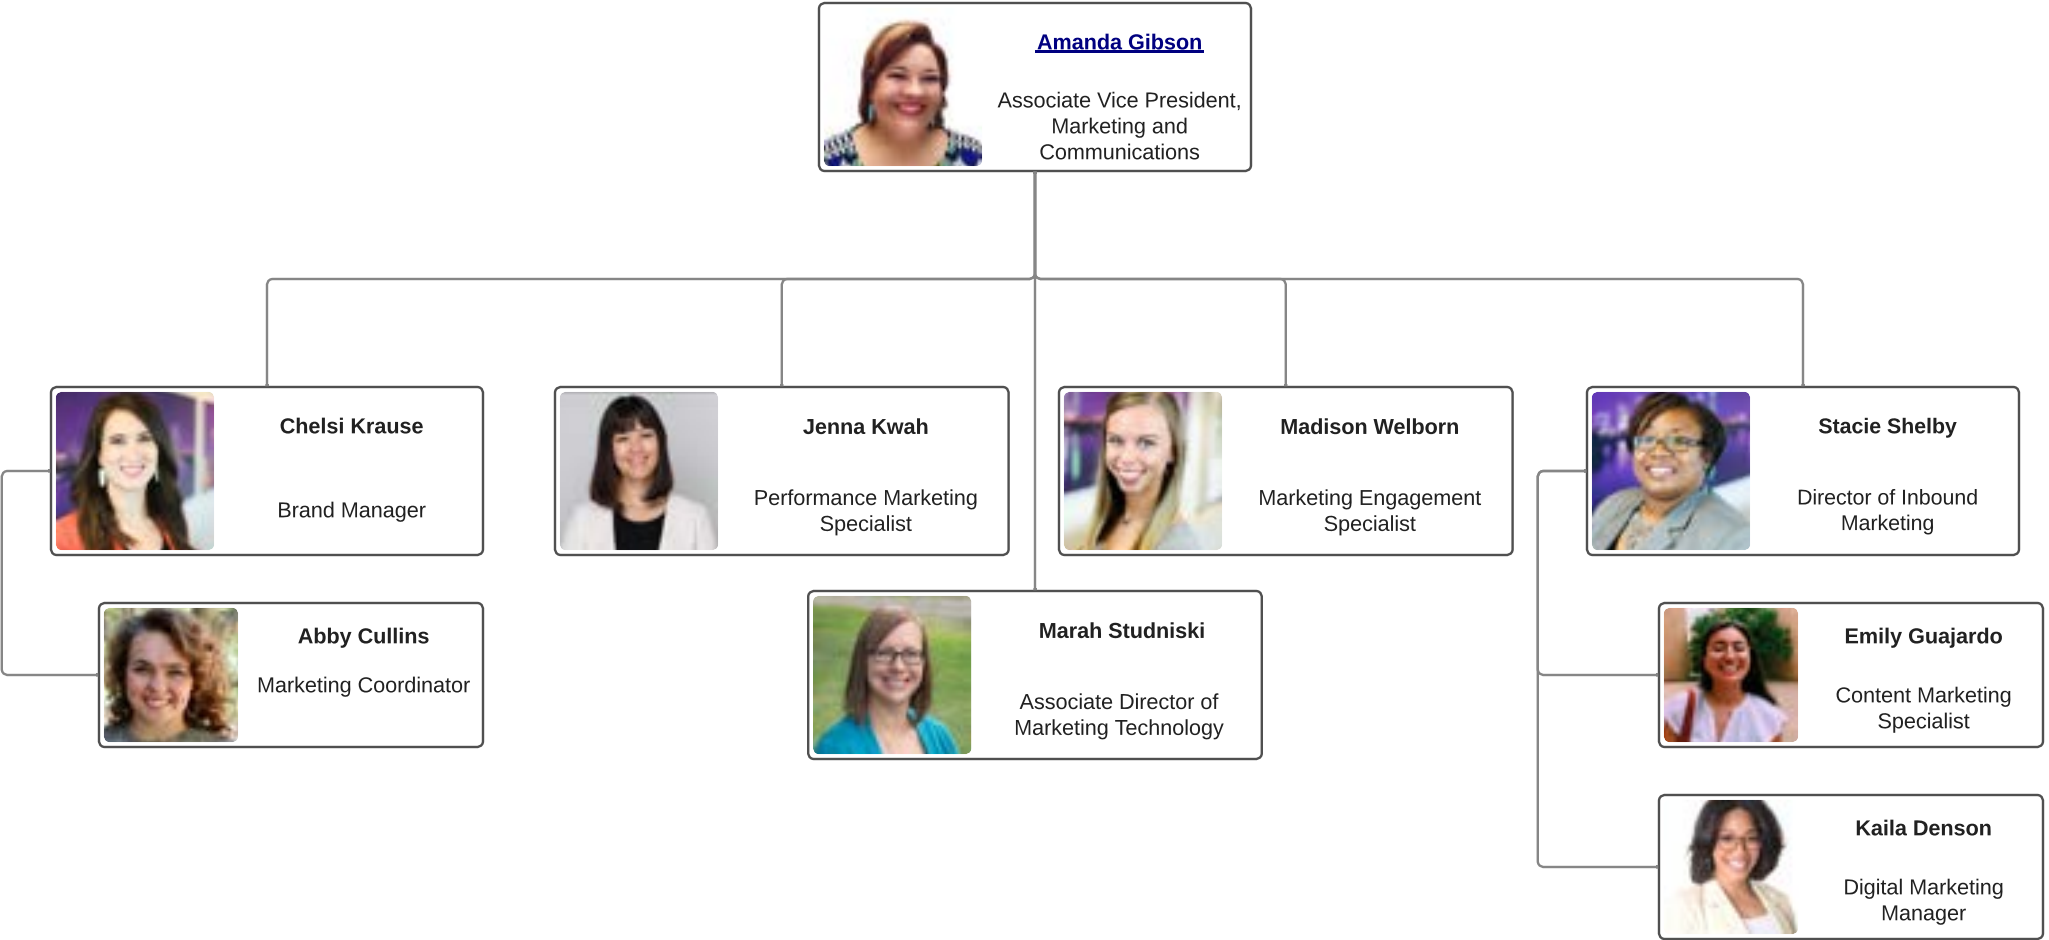 Amanda Gibson
Associate Vice President,
Marketing and
Communications
Chelsi Krause
Brand Manager
Jenna Kwah
Performance Marketing
Specialist
Madison Welborn
Marketing Engagement
Specialist
Stacie Shelby
Director of Inbound
Marketing
Abby Cullins
Marketing Coordinator
Marah Studniski
Associate Director of
Marketing Technology
Emily Guajardo
Content Marketing
Specialist
Kaila Denson
Digital Marketing
Manager